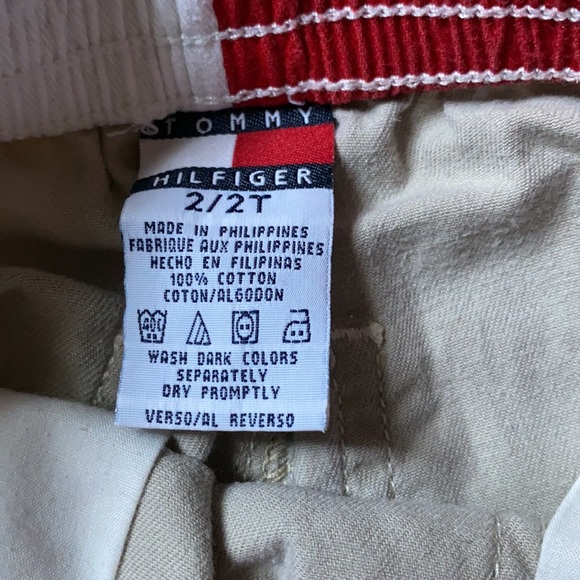 TOMMY
HILFIGER
2/2T
MADE IN PHILIPPINES
FABRIQUE AUX PHILIPPINES
HECHO EN FILIPINAS
100% COTTON
COTON/ALGODON
WASH DARK COLORS
SEPARATELY
DRY PROMPTLY
VERSO/AL REVERSO